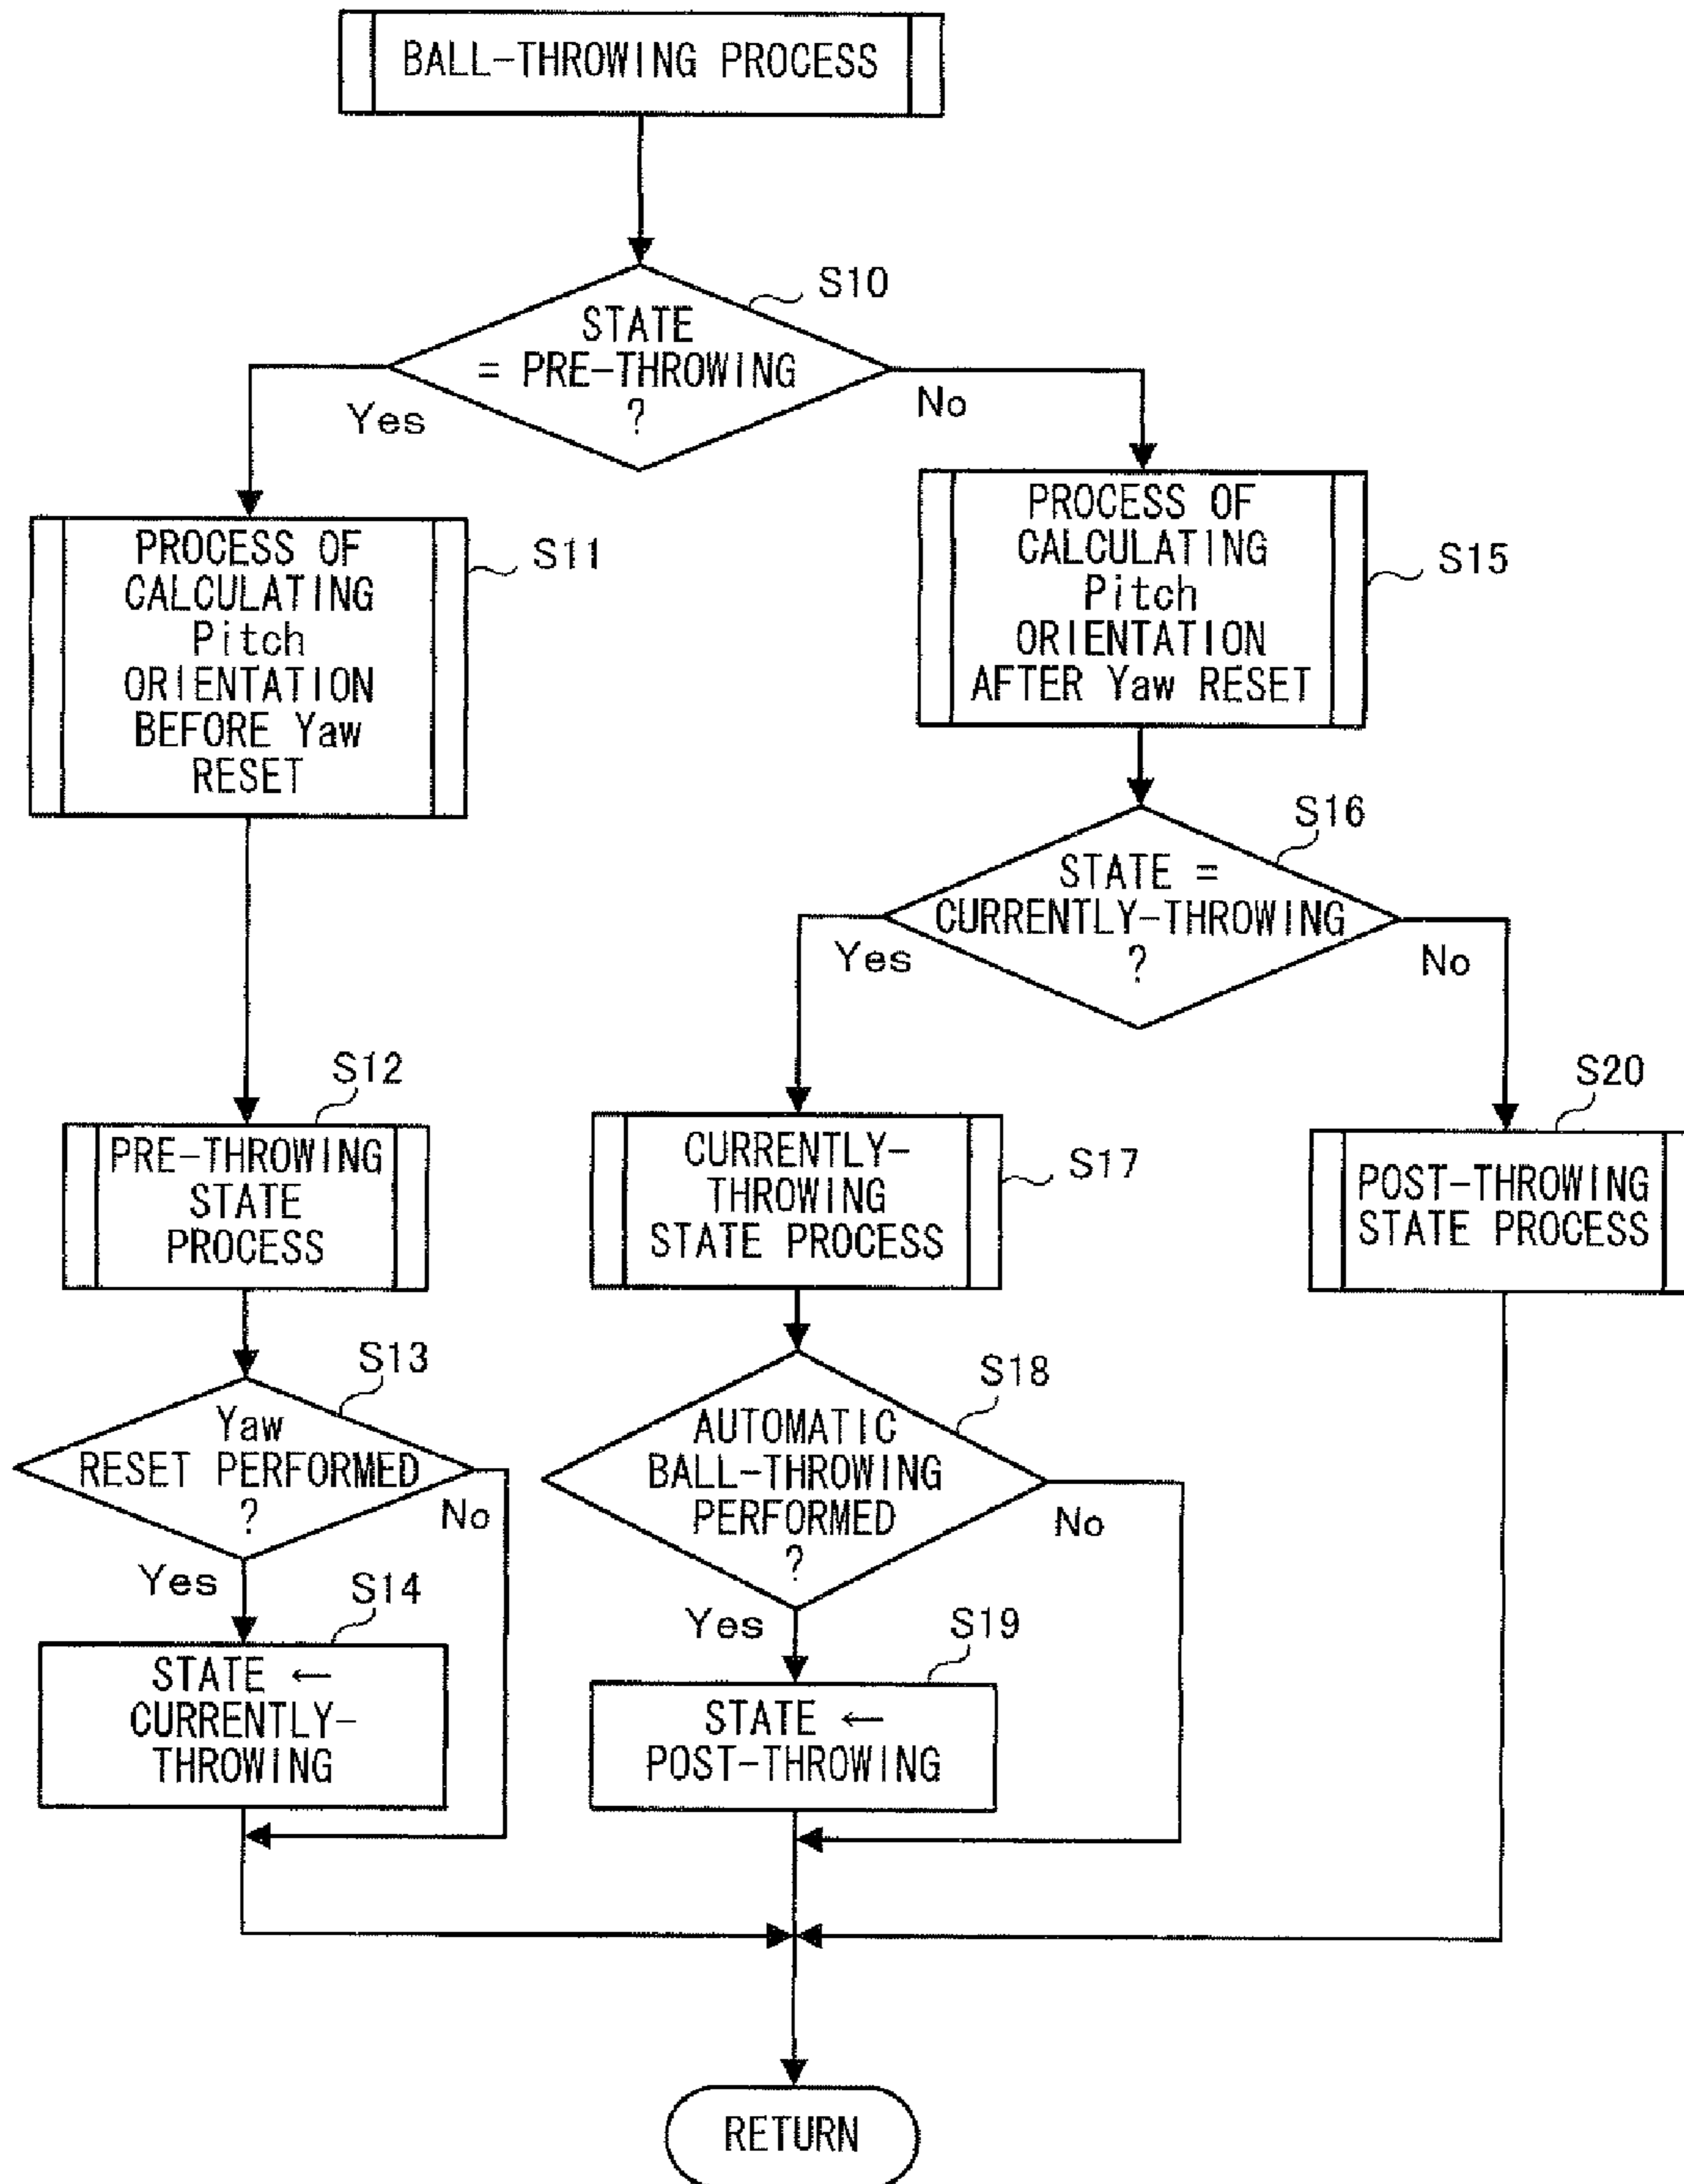 BALL-THROWING PROCESS
S10
STATE
= PRE-THROWING
?
Yes
No
PROCESS OF
CALCULATING
Pitch
ORIENTATION
BEFORE Yaw
RESET
S11
PROCESS OF
CALCULATING
Pitch
ORIENTATION
AFTER Yaw RESET
S15
S16
STATE =
CURRENTLY-THROWING
?
Yes
No
S12
PRE-THROWING
STATE
PROCESS
CURRENTLY-
THROWING
STATE PROCESS
S17
S20
POST-THROWING
STATE PROCESS
S13
Yaw
RESET PERFORMED
?
No
Yes
S18
AUTOMATIC
BALL-THROWING
PERFORMED
?
No
Yes
S14
STATE ←
CURRENTLY-
THROWING
S19
STATE ←
POST-THROWING
RETURN